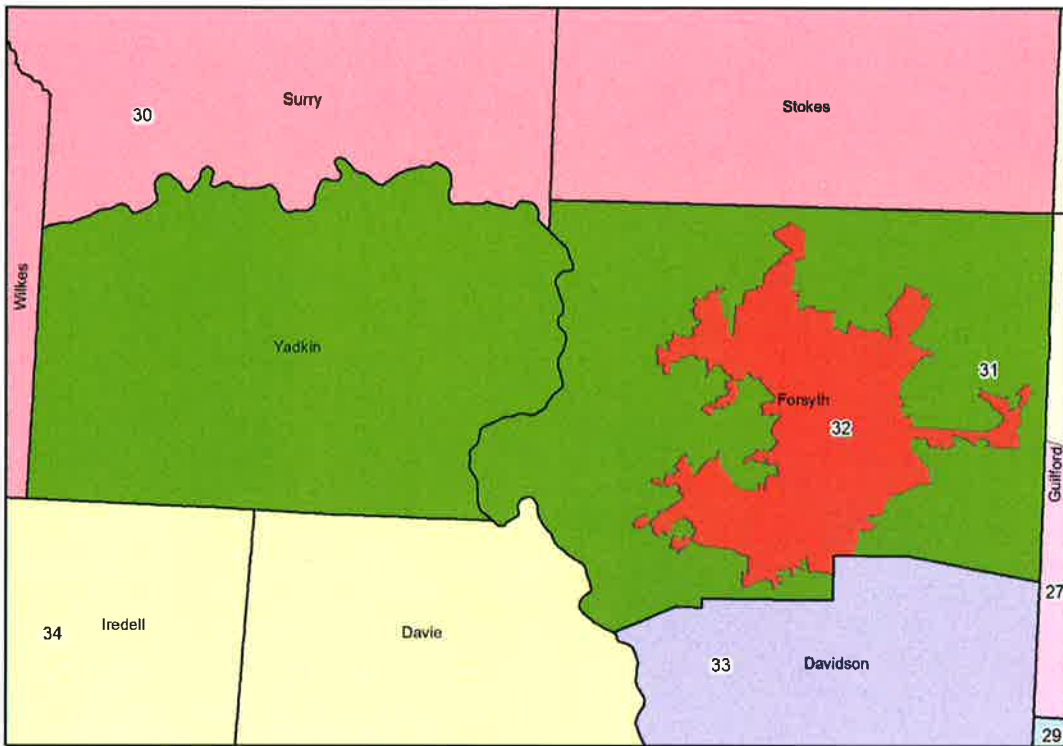 Surry
30
Stokes
Wilkes
Yadkin
31
Forsyth
32
Guilford
27
34
Iredell
Davie
33
Davidson
29